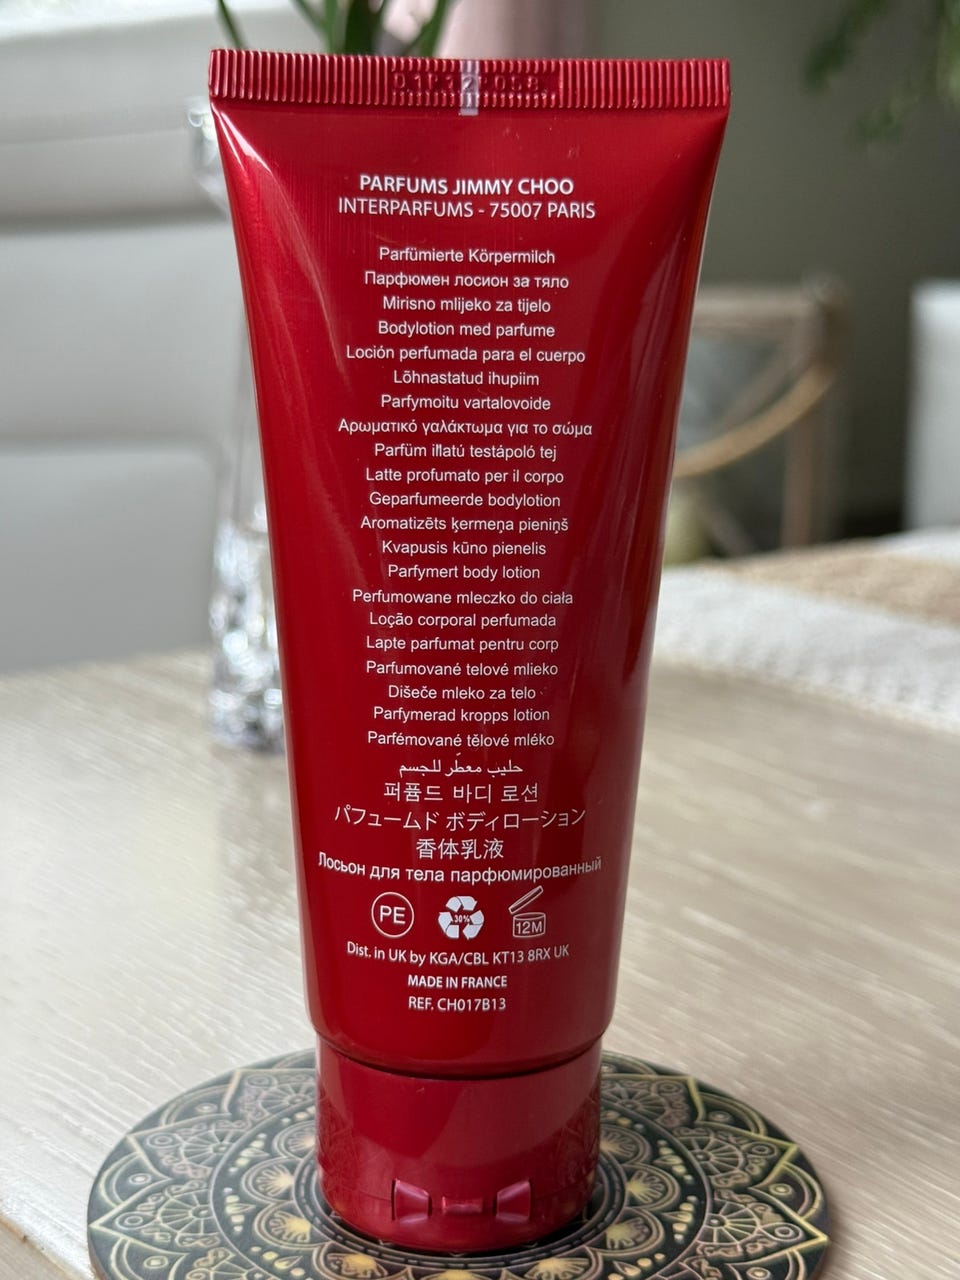 PARFUMS JIMMY CHOO
INTERPARFUMS - 75007 PARIS
Parfümierte Körpermilch
Парфюмен лосион за тяло
Mirisno mlijeko za tijelo
Bodylotion med parfume
Loción perfumada para el cuerpo
Lõhnastatud ihupiim
Parfymoitu vartalovoide
Αρωματικό γαλάκτωμα για το σώμα
Parfüm illatú testápoló tej
Latte profumato per il corpo
Geparfumeerde bodylotion
Aromatizēts ķermeņa pieniņš
Kvapusis kūno pienelis
Parfymert body lotion
Perfumowane mleczko do ciała
Loção corporal perfumada
Lapte parfumat pentru corp
Parfumované telové mlieko
Dišeče mleko za telo
Parfymerad kropps lotion
Parfémované tělové mléko
حليب معطّر للجسم
퍼퓸드 바디 로션
パフュームド ボディローション
香体乳液
Лосьон для тела парфюмированный
PE 30% 12M
Dist. in UK by KGA/CBL KT13 8RX UK
MADE IN FRANCE
REF. CH017B13